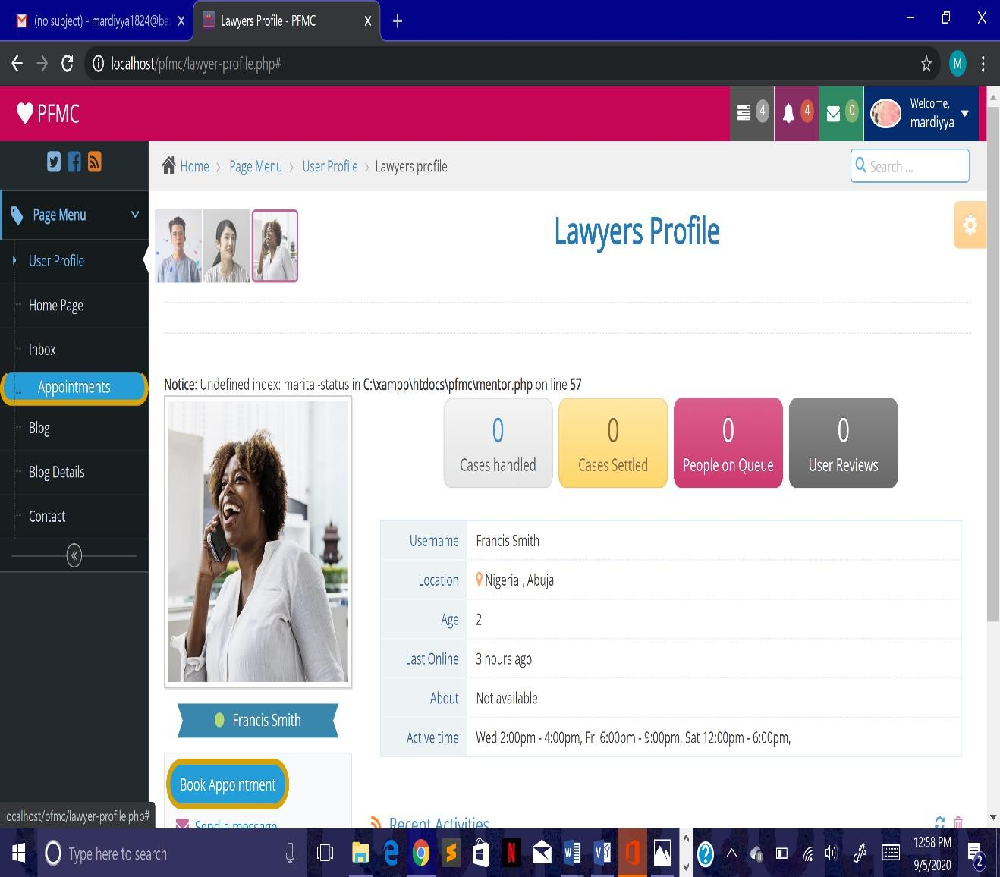 (no subject) - mardiyya1824@ba
Lawyers Profile - PFMC
localhost/pfmc/lawyer-profile.php#
M
PFMC
4
4
0
Welcome,
mardiyya
Home
Page Menu
User Profile
Lawyers profile
Search ...
Page Menu
User Profile
Home Page
Inbox
Appointments
Blog
Blog Details
Contact
Lawyers Profile
Notice: Undefined index: marital-status in C:\xampp\htdocs\pfmc\mentor.php on line 57
0
Cases handled
0
Cases Settled
0
People on Queue
0
User Reviews
Username Francis Smith
Location Nigeria , Abuja
Age 2
Last Online 3 hours ago
About Not available
Active time Wed 2:00pm - 4:00pm, Fri 6:00pm - 9:00pm, Sat 12:00pm - 6:00pm,
Francis Smith
Book Appointment
Send a message
Recent Activities
localhost/pfmc/lawyer-profile.php#
Type here to search
12:58 PM
9/5/2020
2